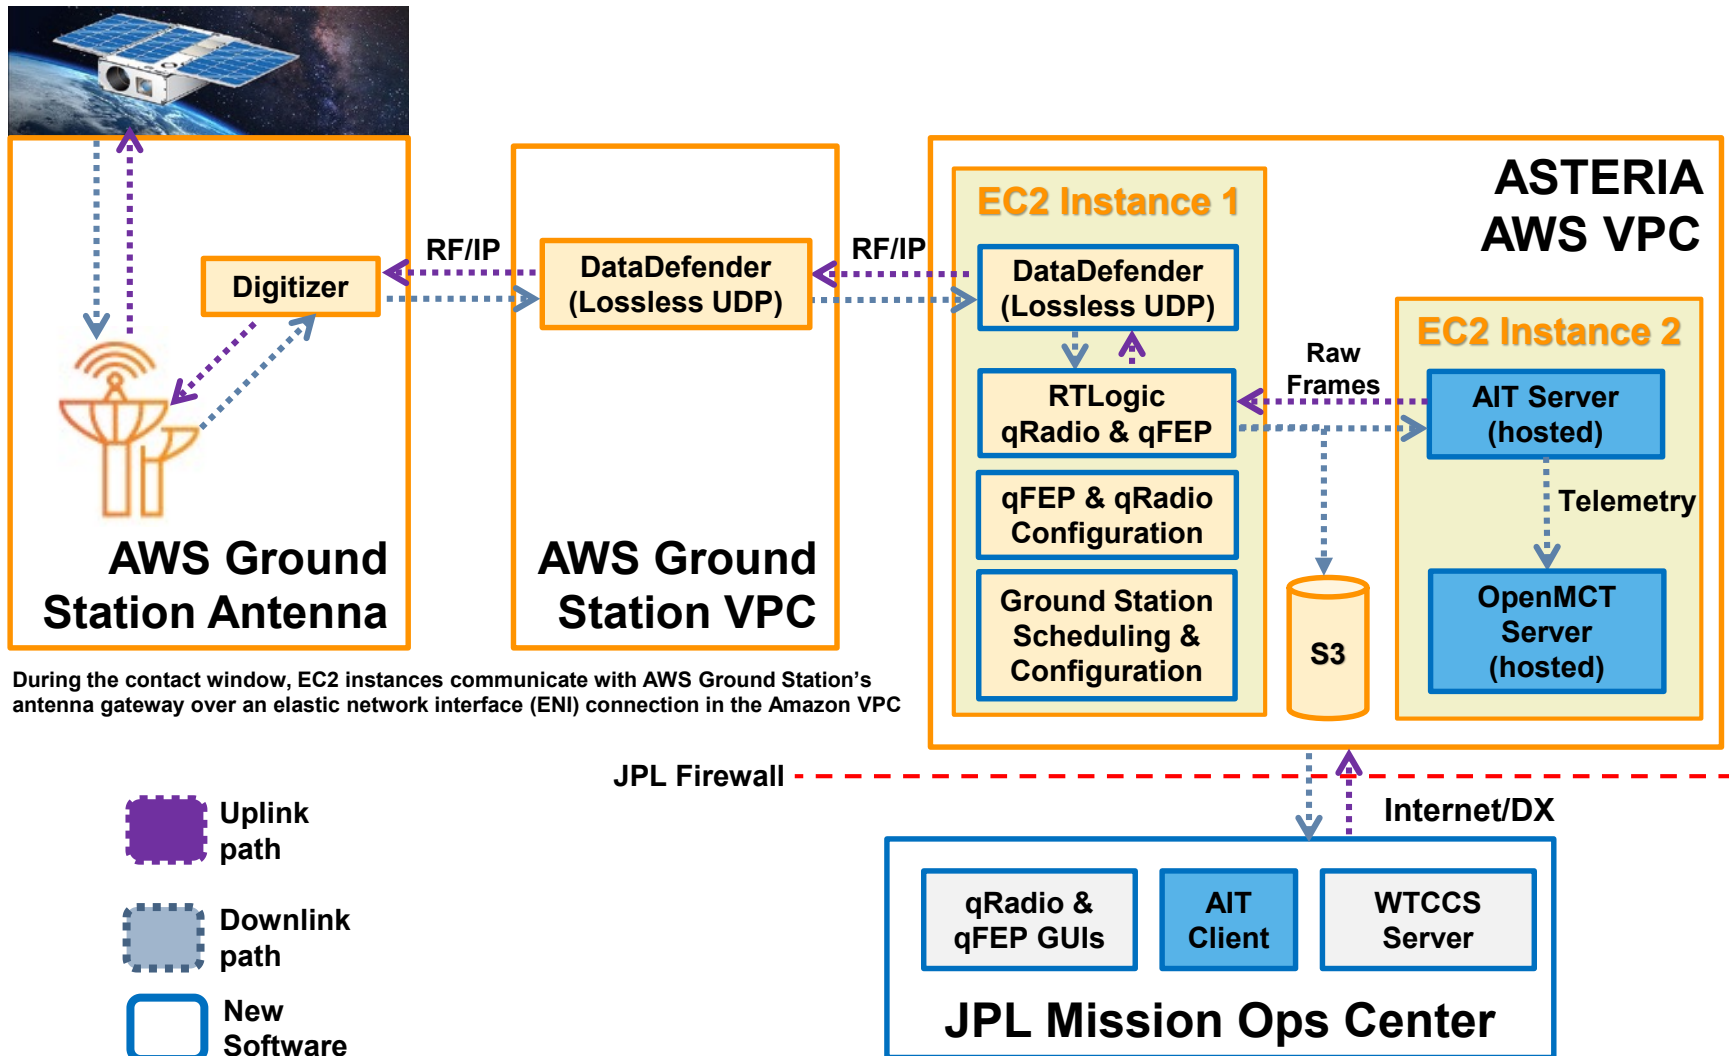 ASTERIA
AWS VPC
EC2 Instance 1
RF/IP
RF/IP
Digitizer
DataDefender
(Lossless UDP)
DataDefender
(Lossless UDP)
EC2 Instance 2
Raw
Frames
RTLogic
qRadio & qFEP
AIT Server
(hosted)
qFEP & qRadio
Configuration
Telemetry
AWS Ground
Station Antenna
AWS Ground
Station VPC
Ground Station
Scheduling &
Configuration
S3
OpenMCT
Server
(hosted)
During the contact window, EC2 instances communicate with AWS Ground Station’s
antenna gateway over an elastic network interface (ENI) connection in the Amazon VPC
JPL Firewall
Internet/DX
Uplink
path
Downlink
path
New
Software
qRadio &
qFEP GUIs
AIT
Client
WTCCS
Server
JPL Mission Ops Center